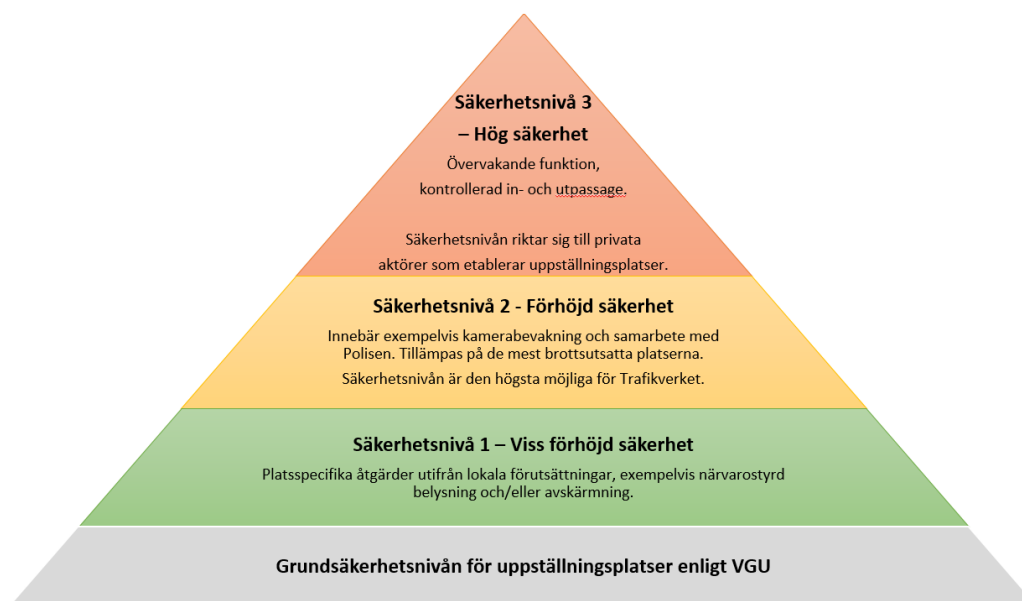 Säkerhetsnivå 3
– Hög säkerhet
Övervakande funktion,
kontrollerad in- och utpassage.
Säkerhetsnivån riktar sig till privata
aktörer som etablerar uppställningsplatser.
Säkerhetsnivå 2 - Förhöjd säkerhet
Innebär exempelvis kamerabevakning och samarbete med
Polisen. Tillämpas på de mest brottsutsatta platserna.
Säkerhetsnivån är den högsta möjliga för Trafikverket.
Säkerhetsnivå 1 – Viss förhöjd säkerhet
Platsspecifika åtgärder utifrån lokala förutsättningar, exempelvis närvarostyrd
belysning och/eller avskärmning.
Grundsäkerhetsnivån för uppställningsplatser enligt VGU